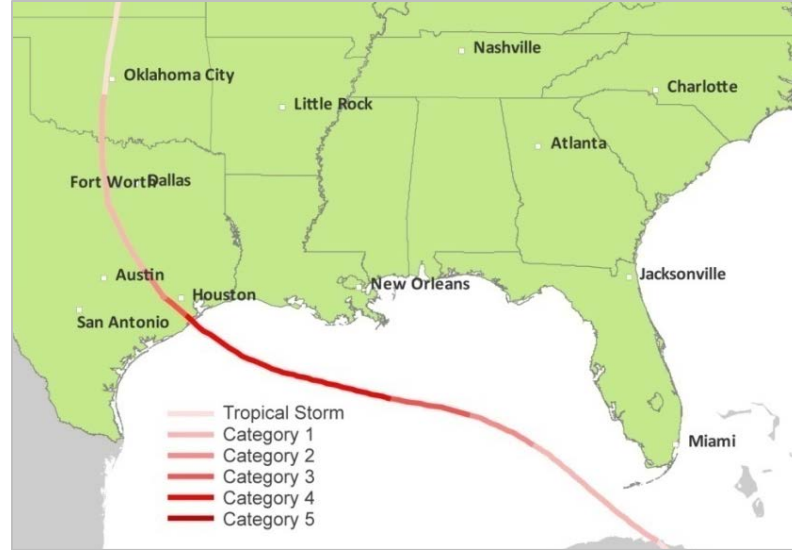 Nashville
Oklahoma City
Charlotte
Little Rock
Atlanta
Fort Worth
Dallas
Austin
Jacksonville
New Orleans
Houston
San Antonio
Tropical Storm
Category 1
Miami
Category 2
Category 3
Category 4
Category 5